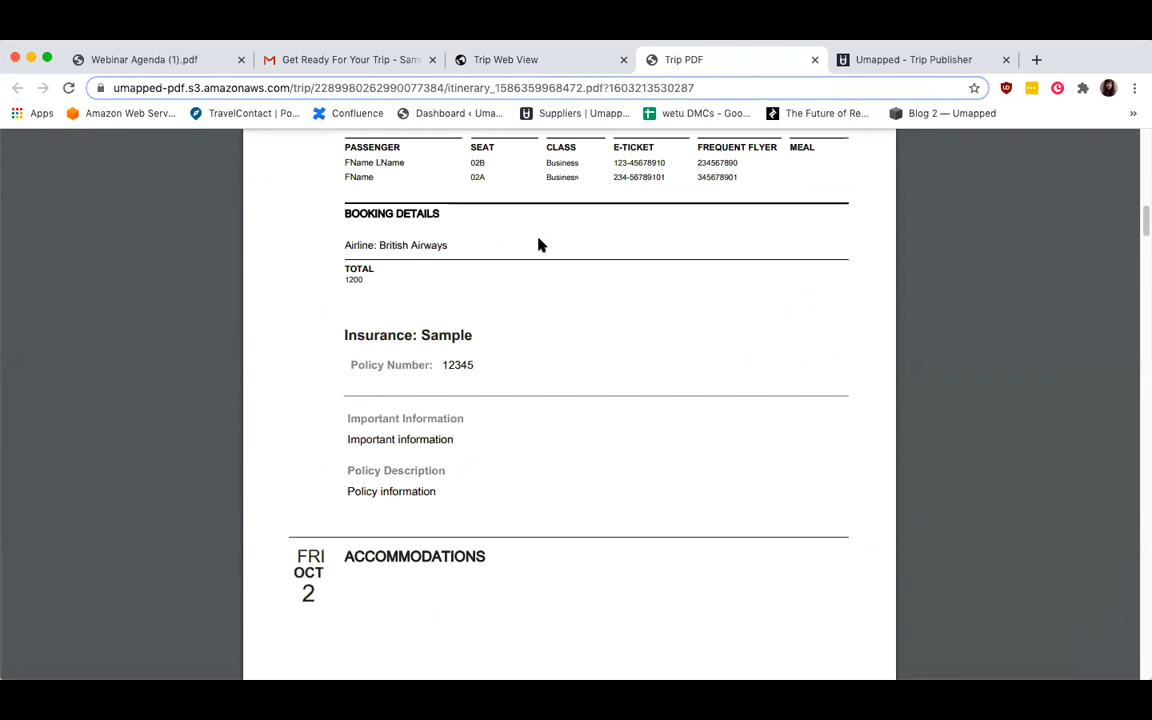 Webinar Agenda (1).pdf
Get Ready For Your Trip - Sam
Trip Web View
Trip PDF
Umapped - Trip Publisher
umapped-pdf.s3.amazonaws.com/trip/2289980262990077384/itinerary_1586359968472.pdf?1603213530287
Apps
Amazon Web Serv...
TravelContact | Po...
Confluence
Dashboard ‹ Uma...
Suppliers | Umapp...
wetu DMCs - Goo...
The Future of Re...
Blog 2 — Umapped
»
PASSENGER SEAT CLASS E-TICKET FREQUENT FLYER MEAL
FName LName 02B Business 123-45678910 234567890
FName 02A Business 234-56789101 345678901
BOOKING DETAILS
Airline: British Airways
TOTAL
1200
Insurance: Sample
Policy Number: 12345
Important Information
Important information
Policy Description
Policy information
FRI
OCT
2
ACCOMMODATIONS